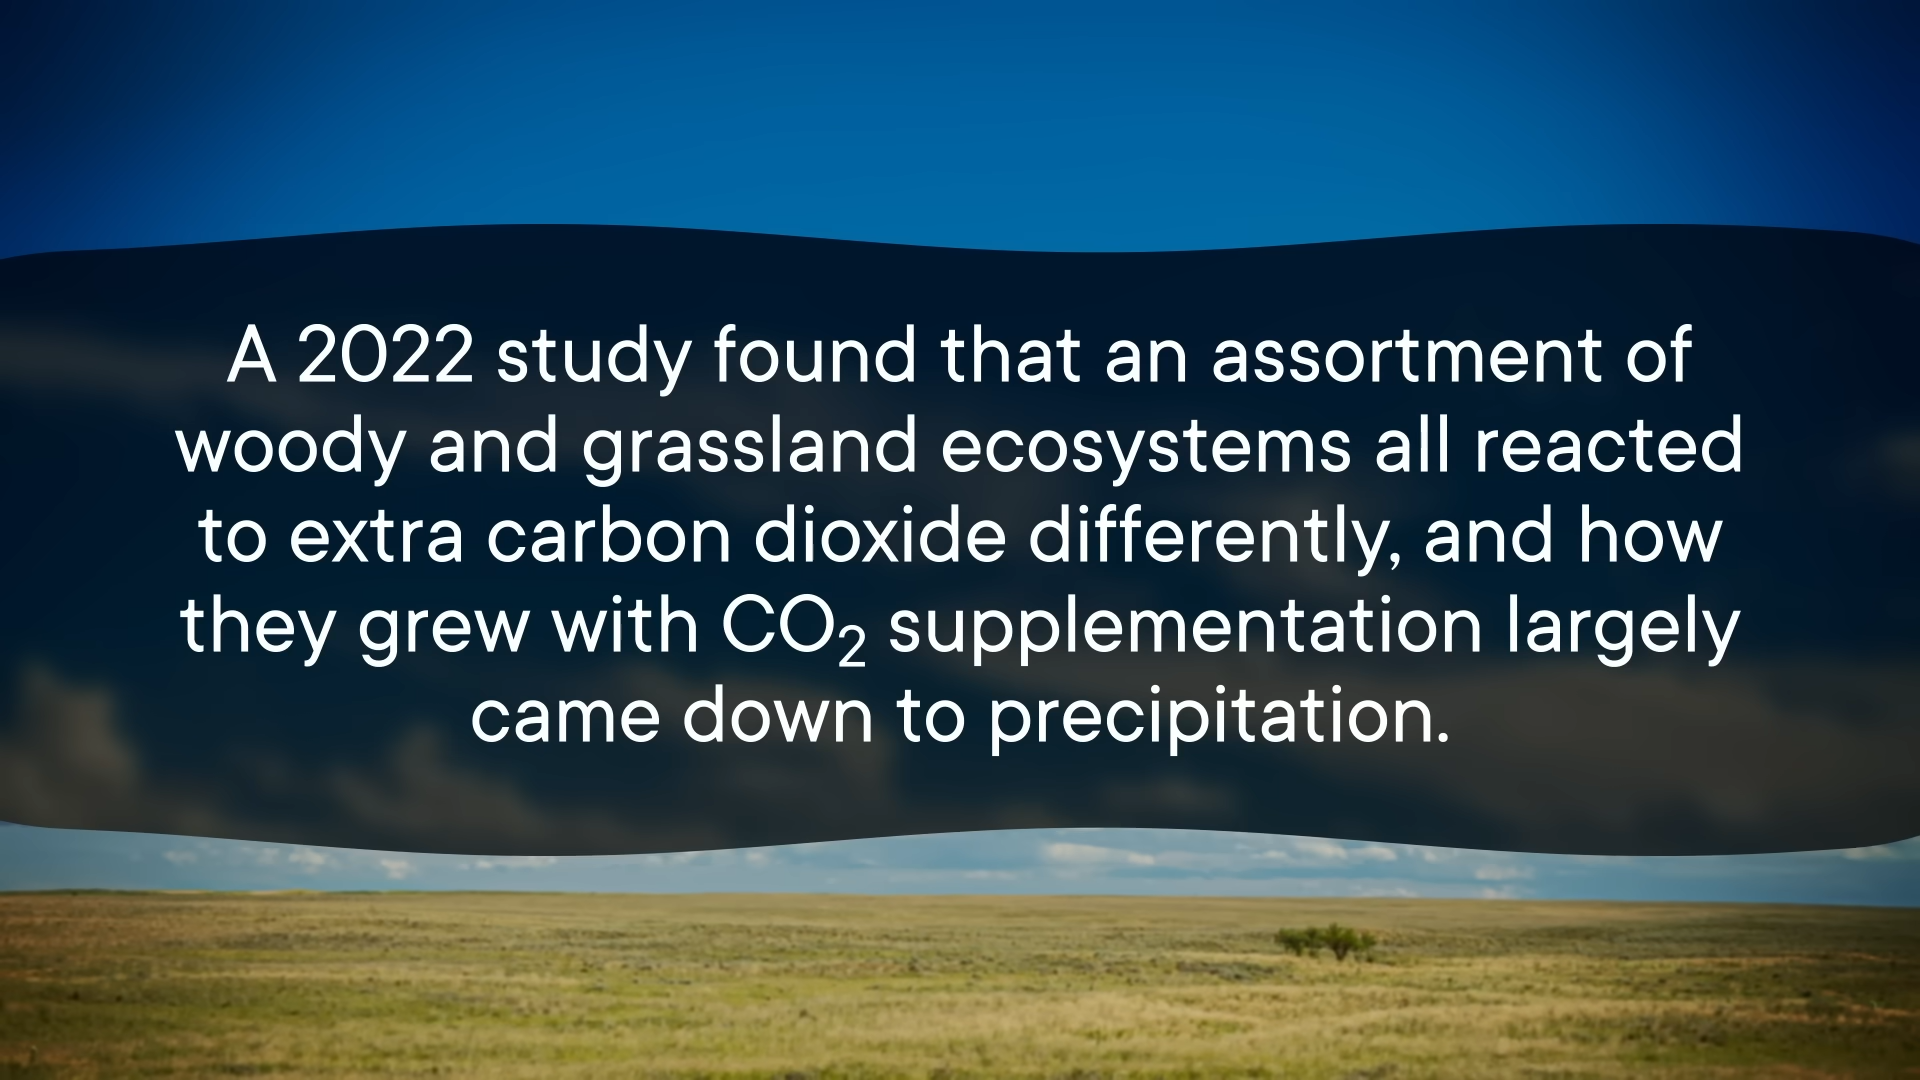 A 2022 study found that an assortment of
woody and grassland ecosystems all reacted
to extra carbon dioxide differently, and how
they grew with CO₂ supplementation largely
came down to precipitation.